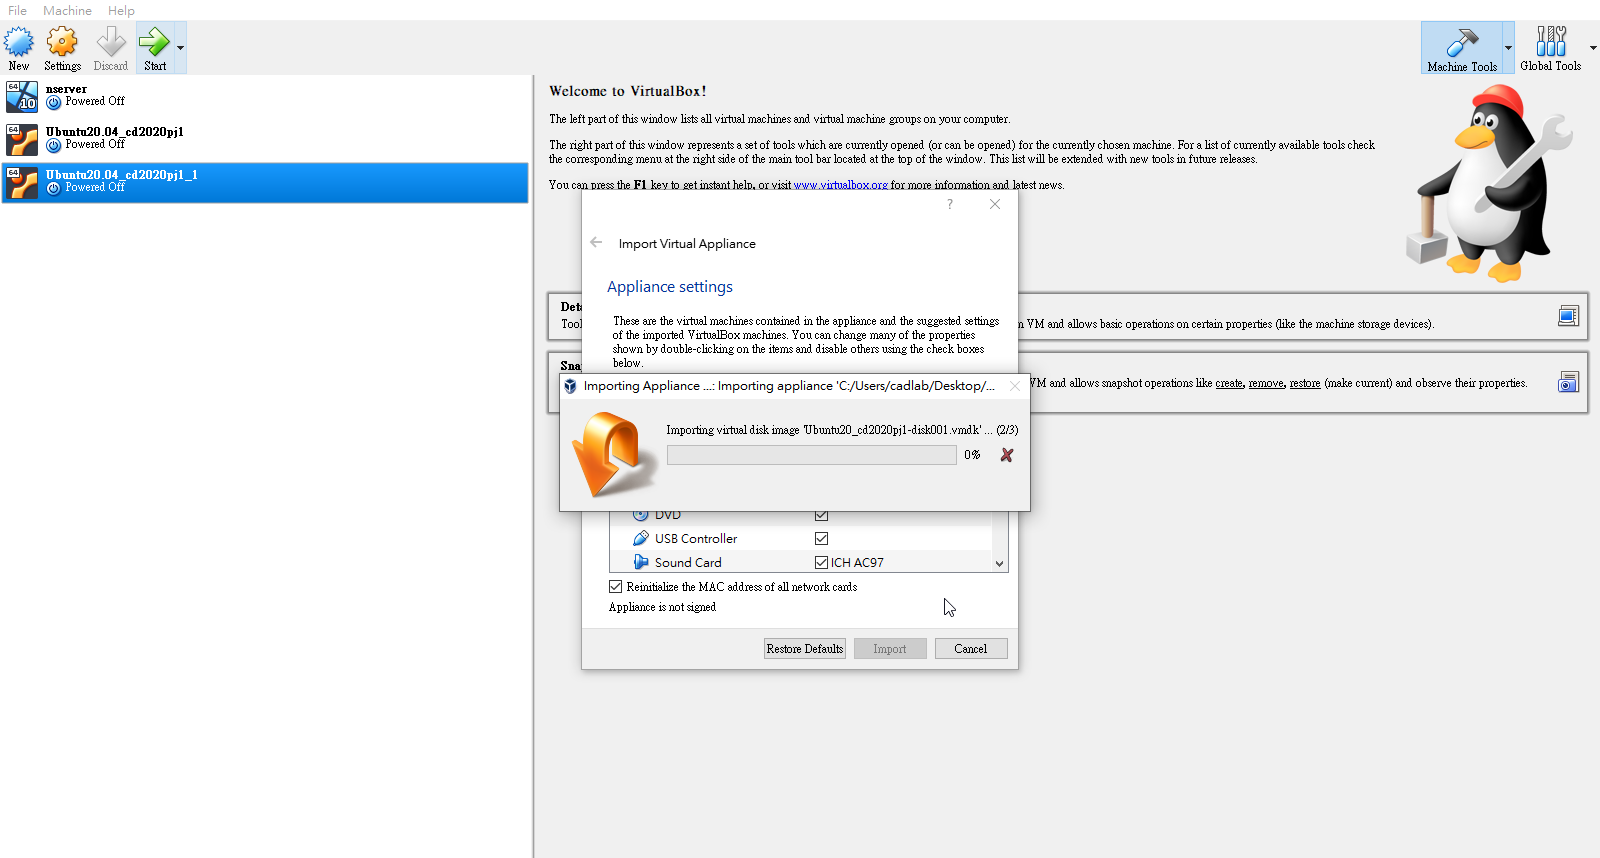 File Machine Help
New Settings Discard Start
Machine Tools Global Tools
64 10 nserver
Powered Off
64 Ubuntu20.04_cd2020pj1
Powered Off
64 Ubuntu20.04_cd2020pj1_1
Powered Off
Welcome to VirtualBox!
The left part of this window lists all virtual machines and virtual machine groups on your computer.
The right part of this window represents a set of tools which are currently opened (or can be opened) for the currently chosen machine. For a list of currently available tools check
the corresponding menu at the right side of the main tool bar located at the top of the window. This list will be extended with new tools in future releases.
You can press the F1 key to get instant help, or visit www.virtualbox.org for more information and latest news.
?
Import Virtual Appliance
Appliance settings
These are the virtual machines contained in the appliance and the suggested settings
of the imported VirtualBox machines. You can change many of the properties
shown by double-clicking on the items and disable others using the check boxes
below.
VM and allows basic operations on certain properties (like the machine storage devices).
VM and allows snapshot operations like create, remove, restore (make current) and observe their properties.
Importing Appliance ...: Importing appliance 'C:/Users/cadlab/Desktop/...
Importing virtual disk image 'Ubuntu20_cd2020pj1-disk001.vmdk' ... (2/3)
0%
DVD
USB Controller
Sound Card ICH AC97
Reinitialize the MAC address of all network cards
Appliance is not signed
Restore Defaults Import Cancel